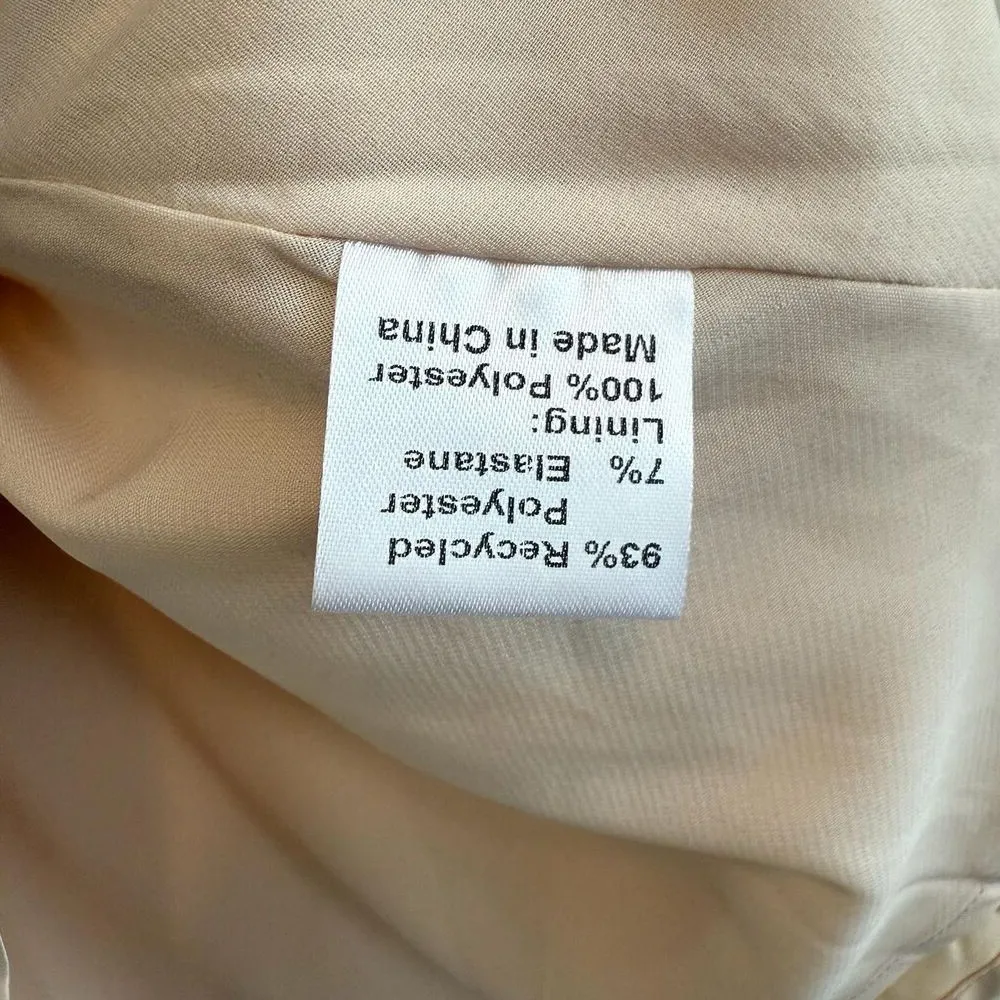 93% Recycled
Polyester
7% Elastane
Lining:
100% Polyester
Made in China